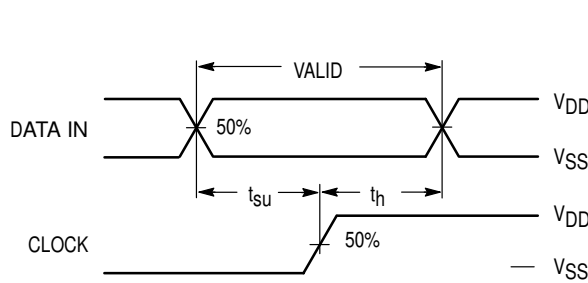 VALID
DATA IN
50%
VDD
VSS
tsu
th
CLOCK
50%
VDD
VSS